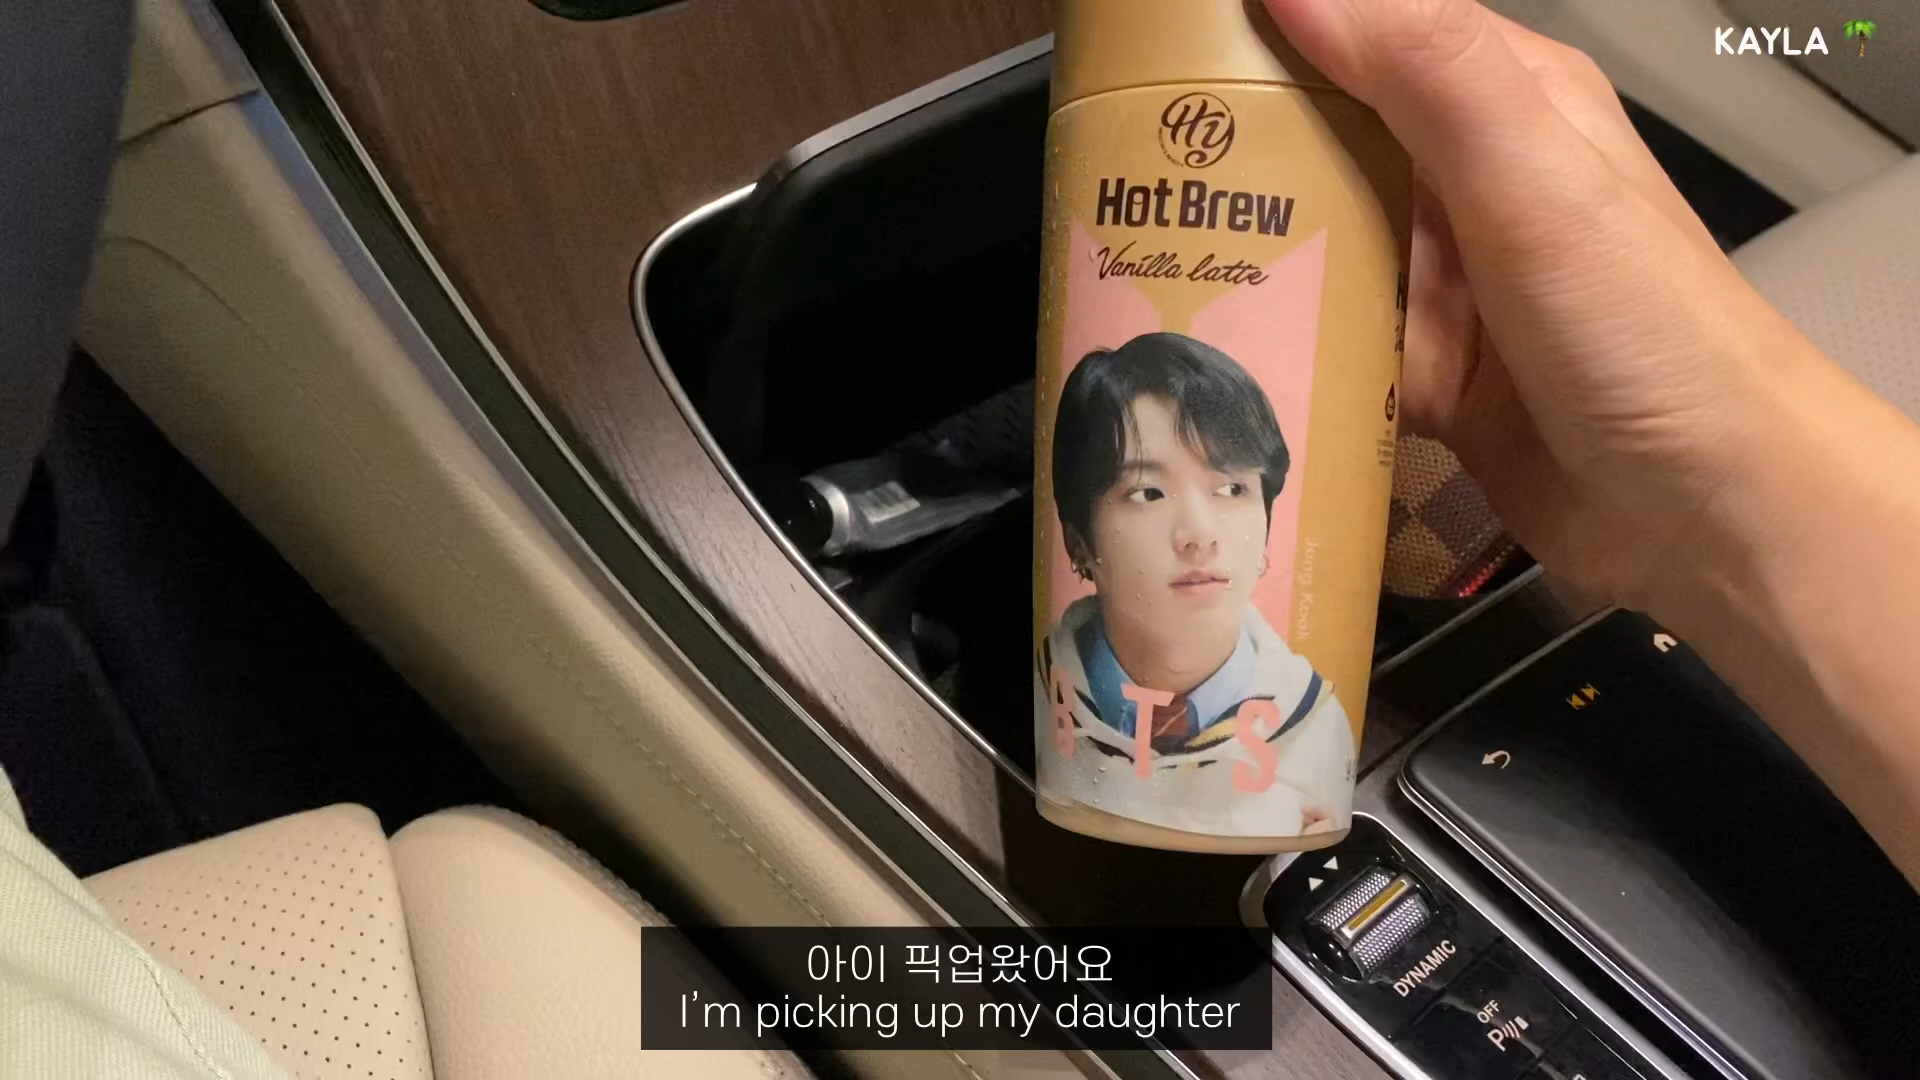 KAYLA
Hy
Hot Brew
Vanilla latte
Jung Kook
BTS
아이 픽업왔어요
I'm picking up my daughter
DYNAMIC
OFF
P